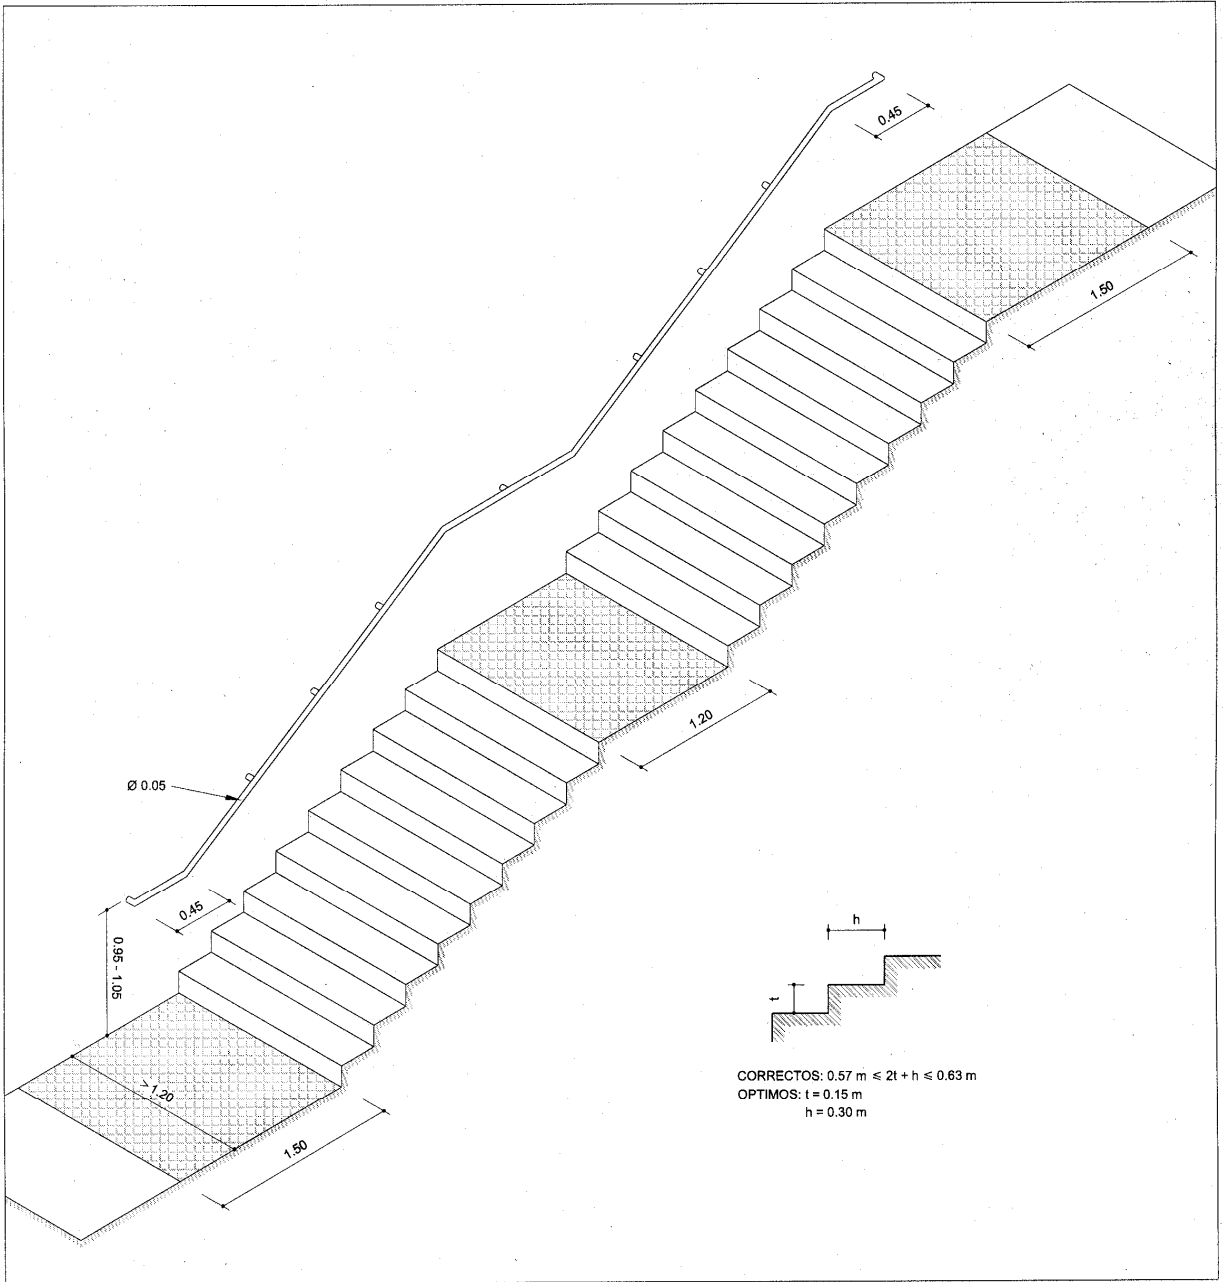 0.45
1.50
1.20
Ø 0.05
0.45
0.95 - 1.05
h
t
>1.20
1.50
CORRECTOS: 0.57 m ⩽ 2t + h ⩽ 0.63 m
OPTIMOS: t = 0.15 m
h = 0.30 m